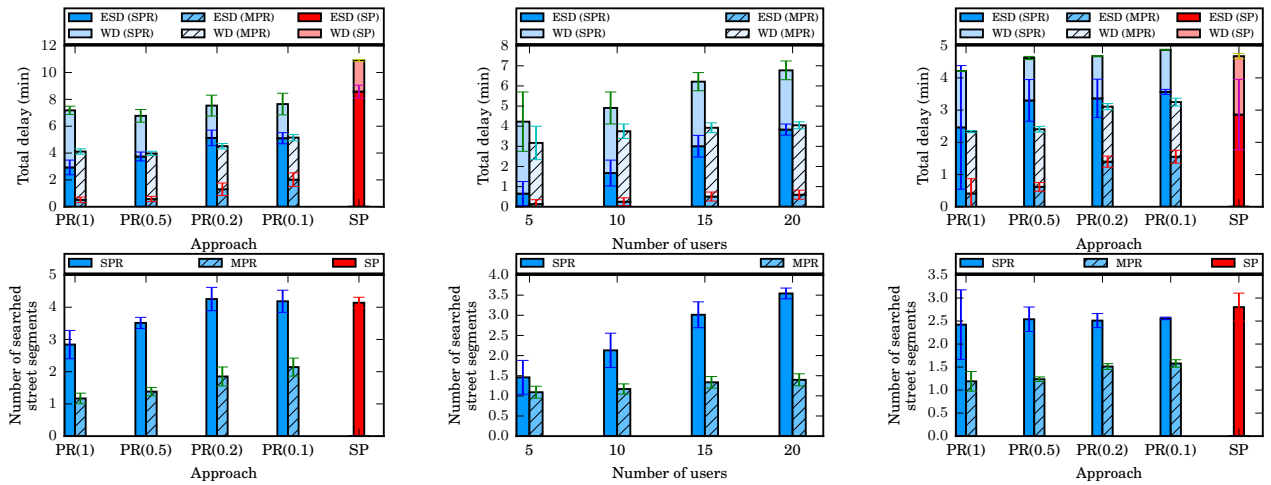 ESD (SPR) ESD (MPR) ESD (SP)
WD (SPR) WD (MPR) WD (SP)
Total delay (min)
12
10
8
6
4
2
0
PR(1) PR(0.5) PR(0.2) PR(0.1) SP
Approach
ESD (SPR) ESD (MPR)
WD (SPR) WD (MPR)
Total delay (min)
8
7
6
5
4
3
2
1
0
5 10 15 20
Number of users
ESD (SPR) ESD (MPR) ESD (SP)
WD (SPR) WD (MPR) WD (SP)
Total delay (min)
5
4
3
2
1
0
PR(1) PR(0.5) PR(0.2) PR(0.1) SP
Approach
SPR MPR SP
Number of searched
street segments
5
4
3
2
1
0
PR(1) PR(0.5) PR(0.2) PR(0.1) SP
Approach
SPR MPR
Number of searched
street segments
4.0
3.5
3.0
2.5
2.0
1.5
1.0
0.5
0.0
5 10 15 20
Number of users
SPR MPR SP
Number of searched
street segments
3.5
3.0
2.5
2.0
1.5
1.0
0.5
0.0
PR(1) PR(0.5) PR(0.2) PR(0.1) SP
Approach